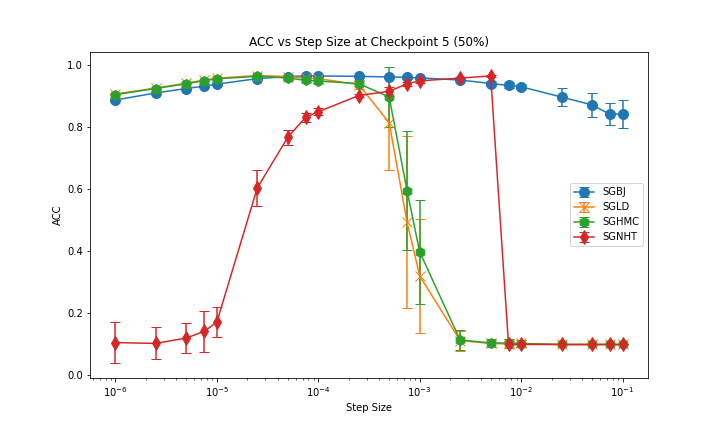 ACC vs Step Size at Checkpoint 5 (50%)
1.0
0.8
0.6
0.4
0.2
0.0
ACC
SGBJ
SGLD
SGHMC
SGNHT
10⁻⁶ 10⁻⁵ 10⁻⁴ 10⁻³ 10⁻² 10⁻¹
Step Size